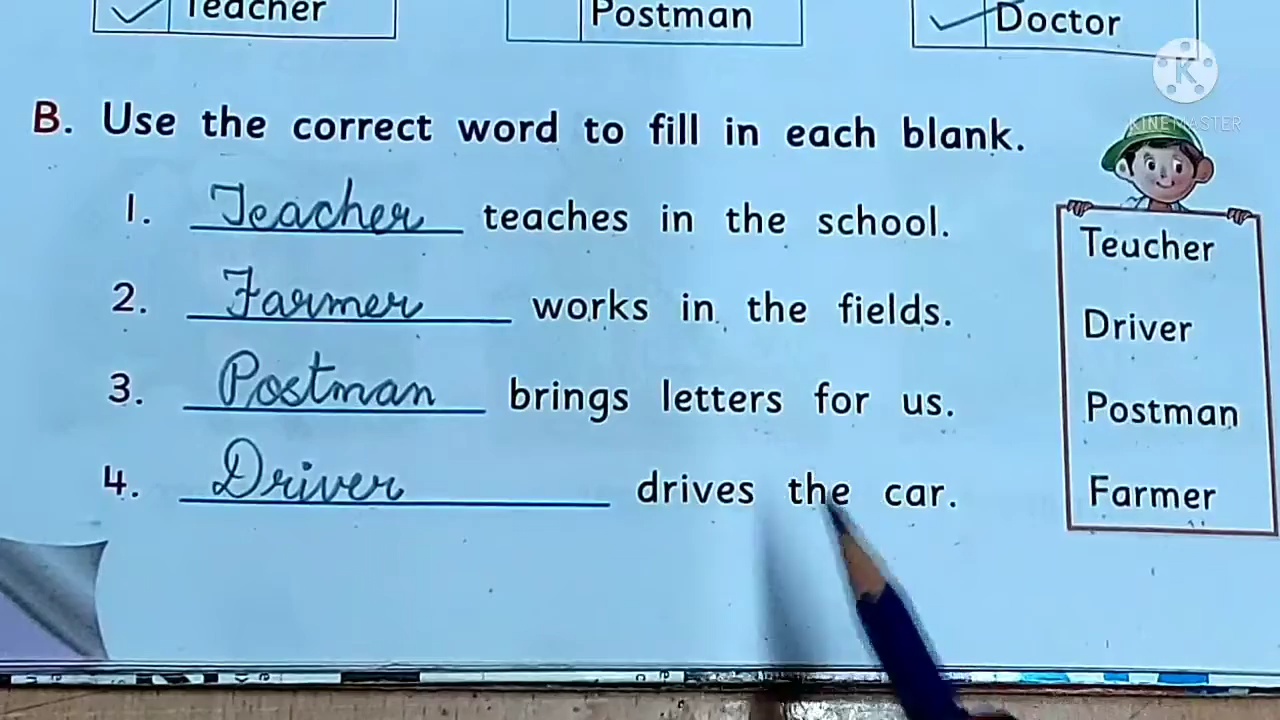 Teacher Postman Doctor
KINEMASTER
B. Use the correct word to fill in each blank.
1. Teacher teaches in the school.
2. Farmer works in the fields.
3. Postman brings letters for us.
4. Driver drives the car.
Teucher
Driver
Postman
Farmer